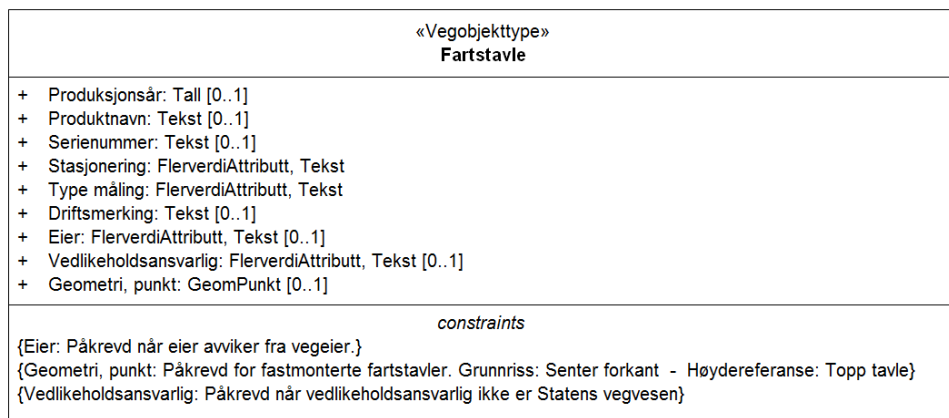 «Vegobjekttype»
Fartstavle
+ Produksjonsår: Tall [0..1]
+ Produktnavn: Tekst [0..1]
+ Serienummer: Tekst [0..1]
+ Stasjonering: FlerverdiAttributt, Tekst
+ Type måling: FlerverdiAttributt, Tekst
+ Driftsmerking: Tekst [0..1]
+ Eier: FlerverdiAttributt, Tekst [0..1]
+ Vedlikeholdsansvarlig: FlerverdiAttributt, Tekst [0..1]
+ Geometri, punkt: GeomPunkt [0..1]
constraints
{Eier: Påkrevd når eier avviker fra vegeier.}
{Geometri, punkt: Påkrevd for fastmonterte fartstavler. Grunnriss: Senter forkant - Høydereferanse: Topp tavle}
{Vedlikeholdsansvarlig: Påkrevd når vedlikeholdsansvarlig ikke er Statens vegvesen}